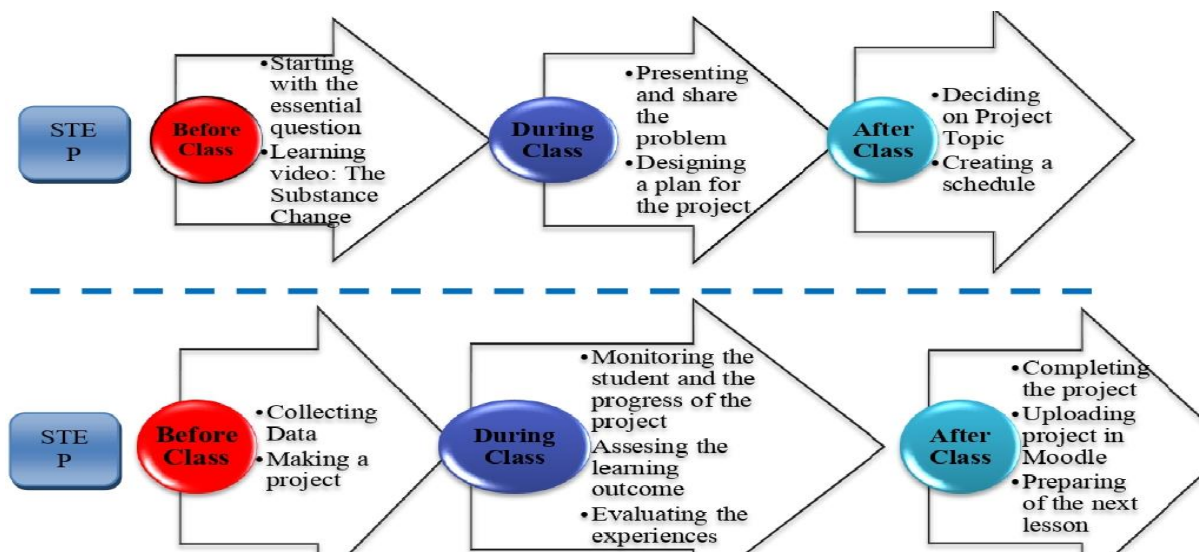 STE
P
Before
Class
•Starting
with the
essential
question
•Learning
video: The
Substance
Change
During
Class
•Presenting
and share
the
problem
•Designing
a plan for
the project
After
Class
•Deciding
on Project
Topic
•Creating a
schedule
STE
P
Before
Class
•Collecting
Data
•Making a
project
During
Class
•Monitoring the
student and the
progress of the
project
Assesing the
learning
outcome
•Evaluating the
experiences
After
Class
•Completing
the project
•Uploading
project in
Moodle
•Preparing
of the next
lesson